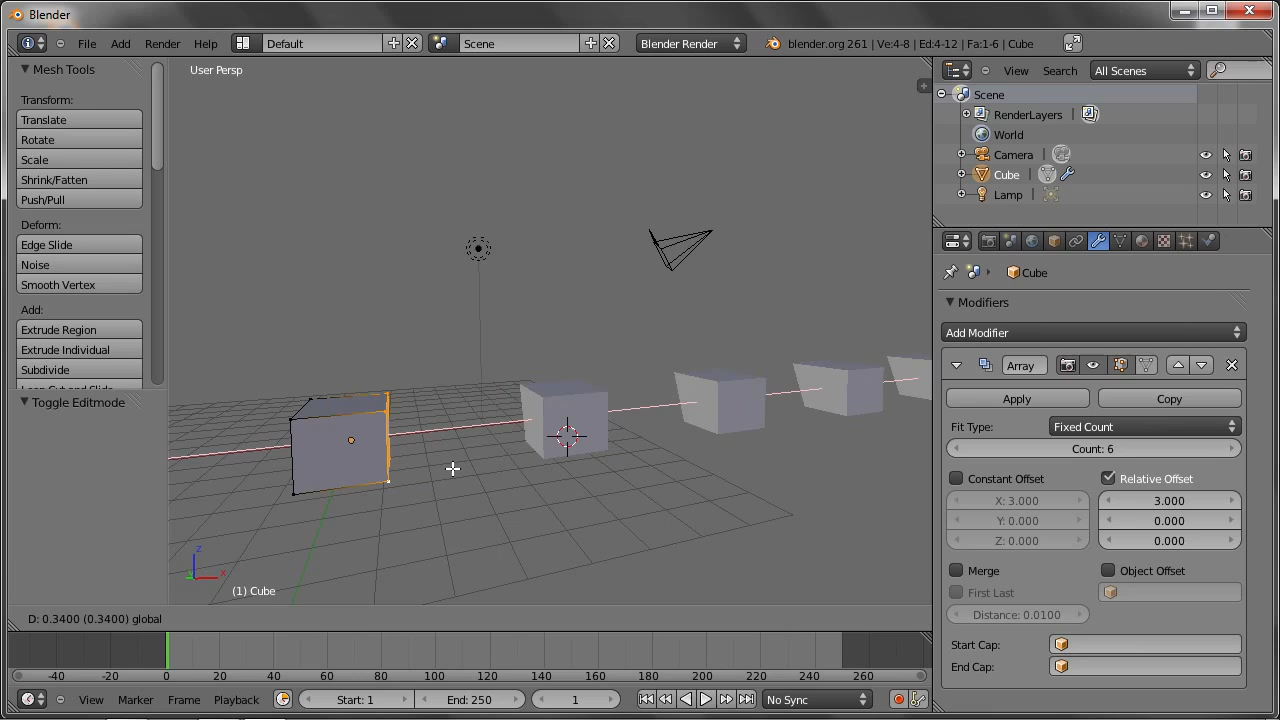 Blender
File Add Render Help Default Scene Blender Render blender.org 261 | Ve:4-8 | Ed:4-12 | Fa:1-6 | Cube
Mesh Tools
Transform:
Translate
Rotate
Scale
Shrink/Fatten
Push/Pull
Deform:
Edge Slide
Noise
Smooth Vertex
Add:
Extrude Region
Extrude Individual
Subdivide
Loop Cut and Slide
Toggle Editmode
User Persp
z
x
(1) Cube
D: 0.3400 (0.3400) global
View Search All Scenes
Scene
RenderLayers |
World
Camera |
Cube |
Lamp |
Cube
Modifiers
Add Modifier
Array
Apply Copy
Fit Type: Fixed Count
Count: 6
Constant Offset Relative Offset
X: 3.000 3.000
Y: 0.000 0.000
Z: 0.000 0.000
Merge Object Offset
First Last
Distance: 0.0100
Start Cap:
End Cap:
-40 -20 0 20 40 60 80 100 120 140 160 180 200 220 240 260
View Marker Frame Playback Start: 1 End: 250 1 No Sync